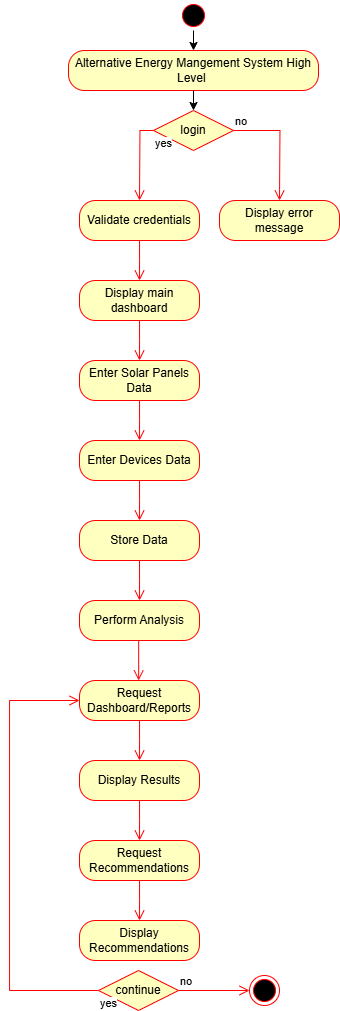 Alternative Energy Mangement System High
Level
login
no
yes
Validate credentials
Display error
message
Display main
dashboard
Enter Solar Panels
Data
Enter Devices Data
Store Data
Perform Analysis
Request
Dashboard/Reports
Display Results
Request
Recommendations
Display
Recommendations
continue
no
yes